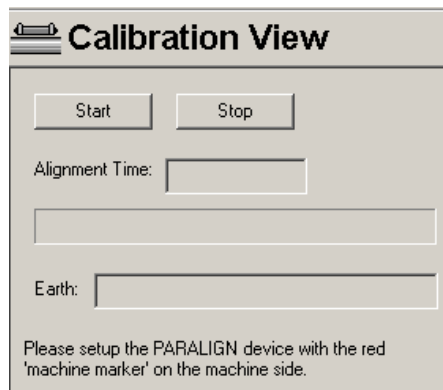 Calibration View
Start Stop
Alignment Time:
Earth:
Please setup the PARALIGN device with the red
'machine marker' on the machine side.